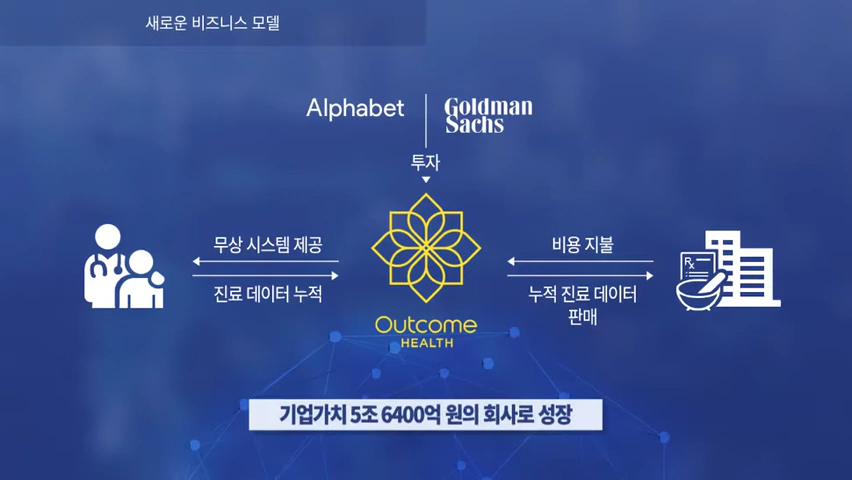 새로운 비즈니스 모델
Alphabet
Goldman
Sachs
투자
무상 시스템 제공
진료 데이터 누적
비용 지불
누적 진료 데이터
판매
Rx
Outcome
HEALTH
기업가치 5조 6400억 원의 회사로 성장